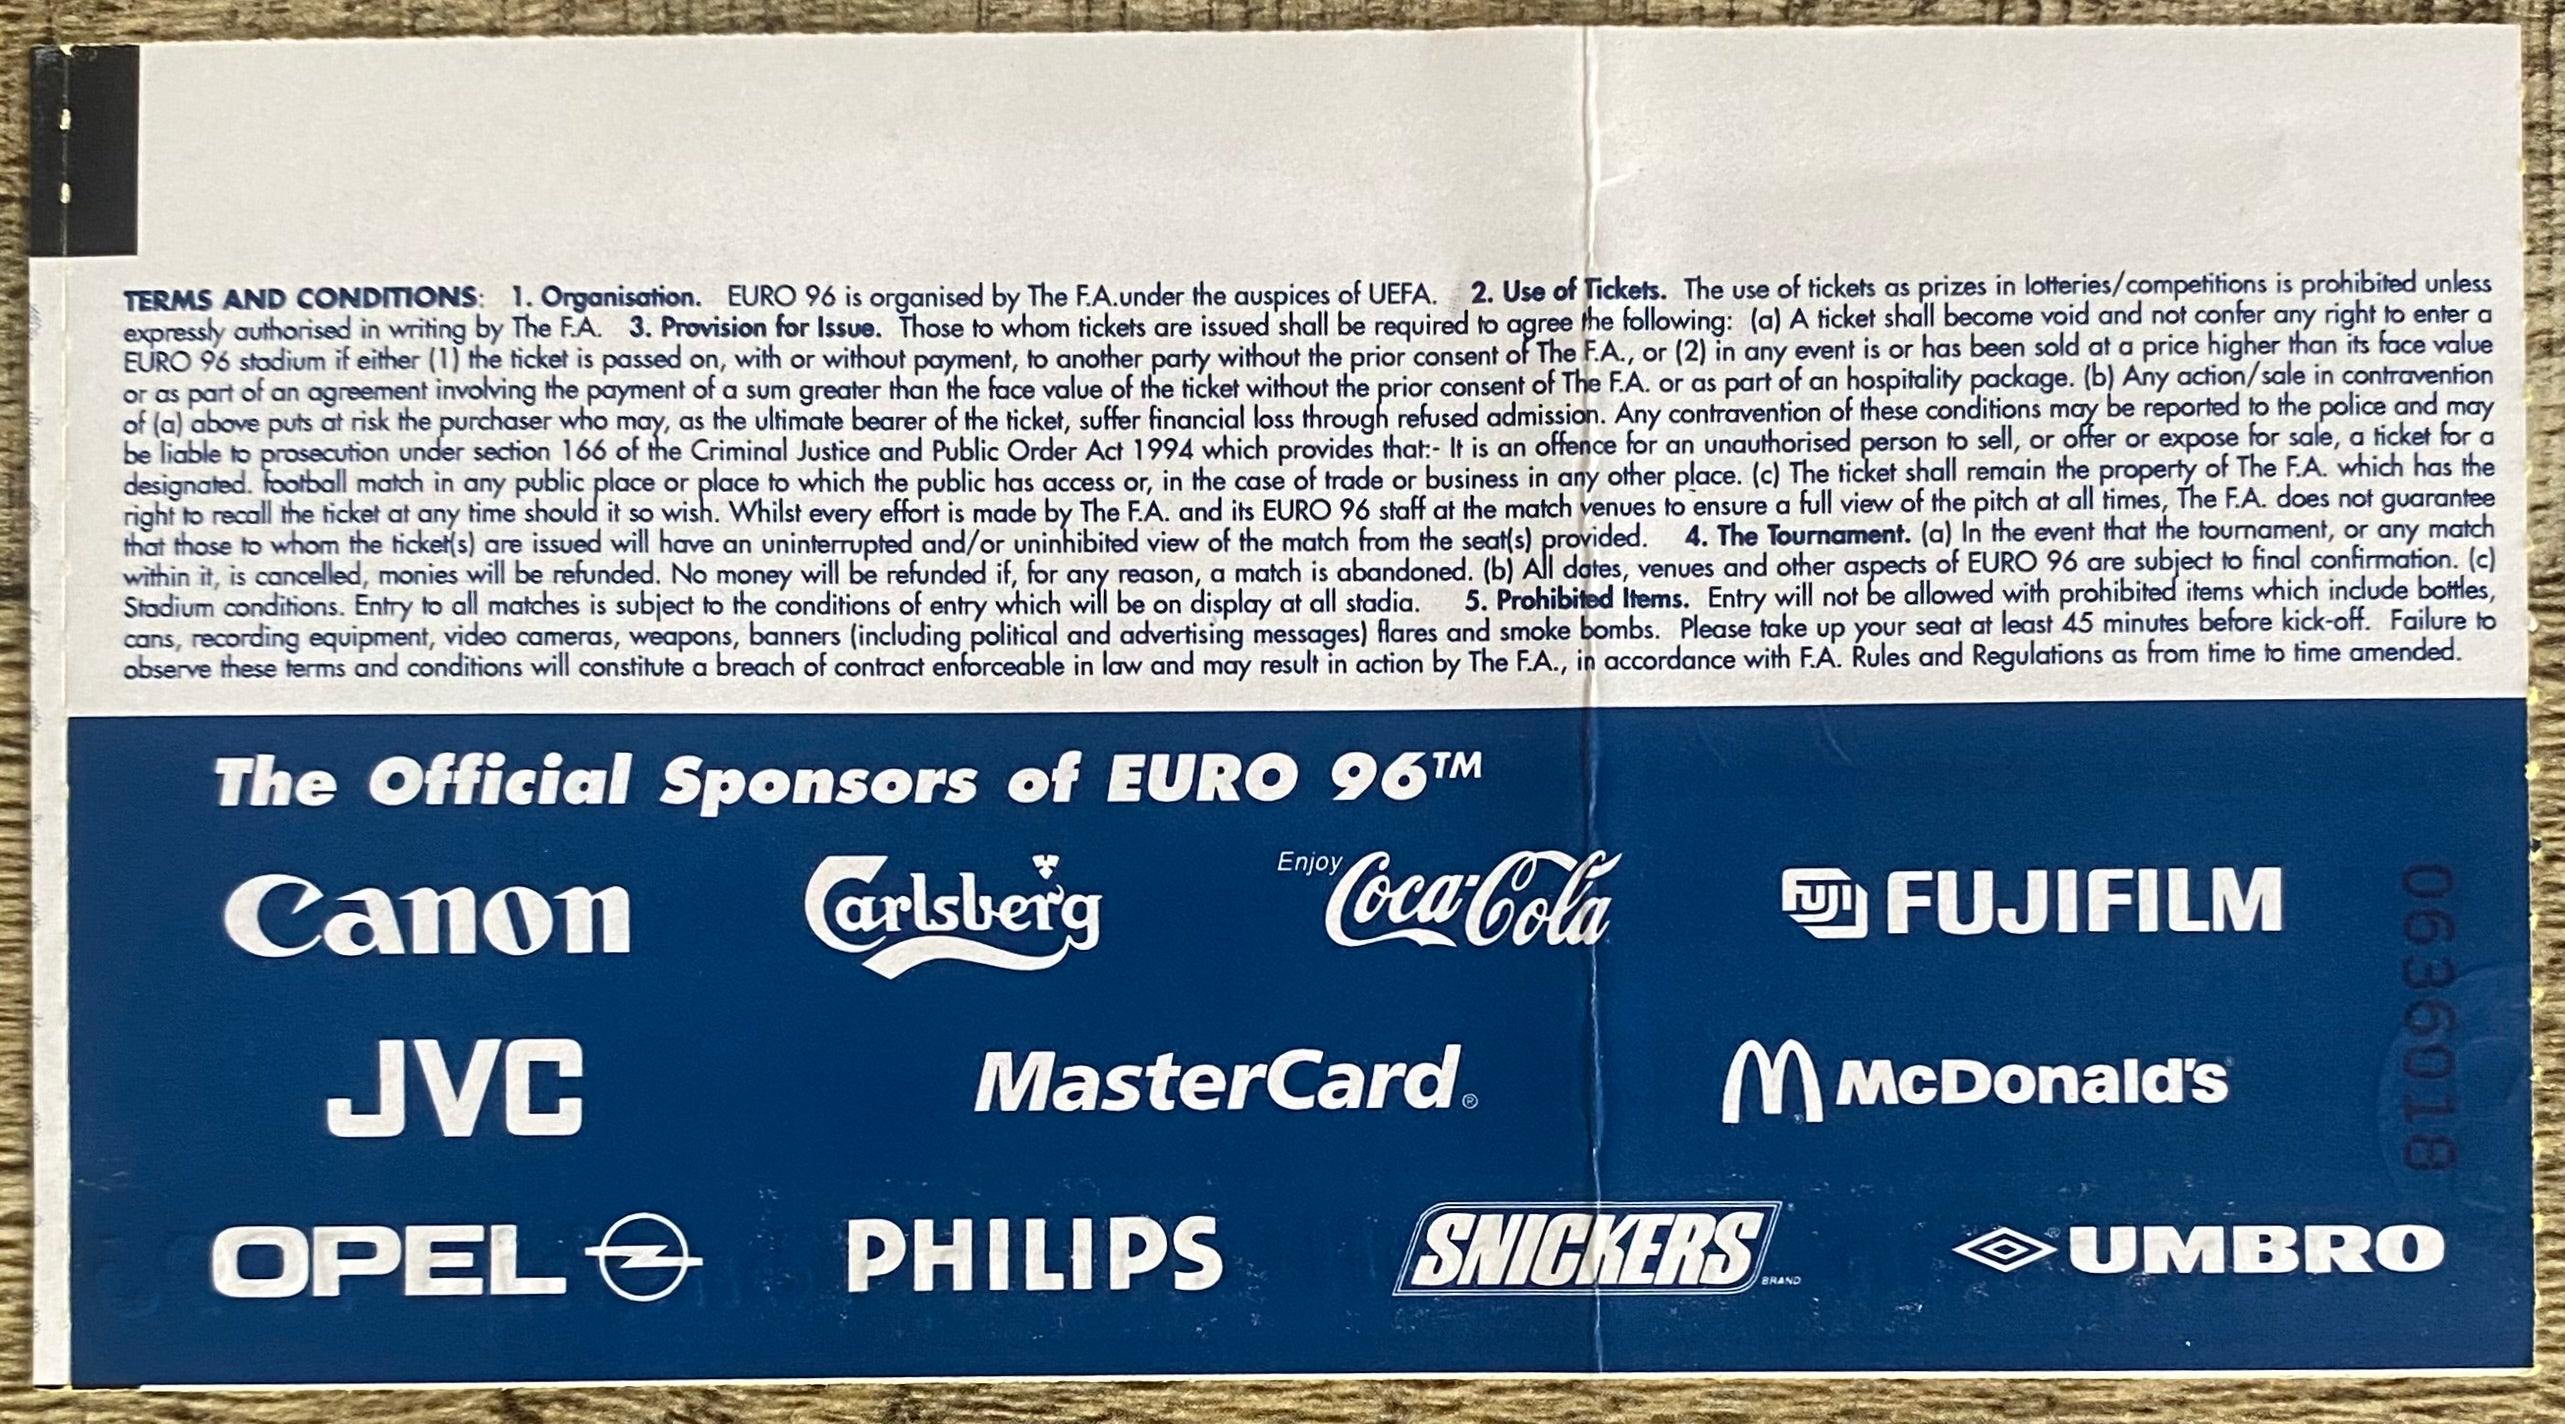 TERMS AND CONDITIONS: 1. Organisation. EURO 96 is organised by The F.A.under the auspices of UEFA. 2. Use of Tickets. The use of tickets as prizes in lotteries/competitions is prohibited unless
expressly authorised in writing by The F.A. 3. Provision for Issue. Those to whom tickets are issued shall be required to agree the following: (a) A ticket shall become void and not confer any right to enter a
EURO 96 stadium if either (1) the ticket is passed on, with or without payment, to another party without the prior consent of The F.A., or (2) in any event is or has been sold at a price higher than its face value
or as part of an agreement involving the payment of a sum greater than the face value of the ticket without the prior consent of The F.A. or as part of an hospitality package. (b) Any action/sale in contravention
of (a) above puts at risk the purchaser who may, as the ultimate bearer of the ticket, suffer financial loss through refused admission. Any contravention of these conditions may be reported to the police and may
be liable to prosecution under section 166 of the Criminal Justice and Public Order Act 1994 which provides that:- It is an offence for an unauthorised person to sell, or offer or expose for sale, a ticket for a
designated. football match in any public place or place to which the public has access or, in the case of trade or business in any other place. (c) The ticket shall remain the property of The F.A. which has the
right to recall the ticket at any time should it so wish. Whilst every effort is made by The F.A. and its EURO 96 staff at the match venues to ensure a full view of the pitch at all times, The F.A. does not guarantee
that those to whom the ticket(s) are issued will have an uninterrupted and/or uninhibited view of the match from the seat(s) provided. 4. The Tournament. (a) In the event that the tournament, or any match
within it, is cancelled, monies will be refunded. No money will be refunded if, for any reason, a match is abandoned. (b) All dates, venues and other aspects of EURO 96 are subject to final confirmation. (c)
Stadium conditions. Entry to all matches is subject to the conditions of entry which will be on display at all stadia. 5. Prohibited Items. Entry will not be allowed with prohibited items which include bottles,
cans, recording equipment, video cameras, weapons, banners (including political and advertising messages) flares and smoke bombs. Please take up your seat at least 45 minutes before kick-off. Failure to
observe these terms and conditions will constitute a breach of contract enforceable in law and may result in action by The F.A., in accordance with F.A. Rules and Regulations as from time to time amended.
The Official Sponsors of EURO 96™
Canon Carlsberg Enjoy Coca-Cola FUJI FUJIFILM
JVC MasterCard® McDonald's
OPEL PHILIPS SNICKERS® BRAND ®UMBRO
0636018